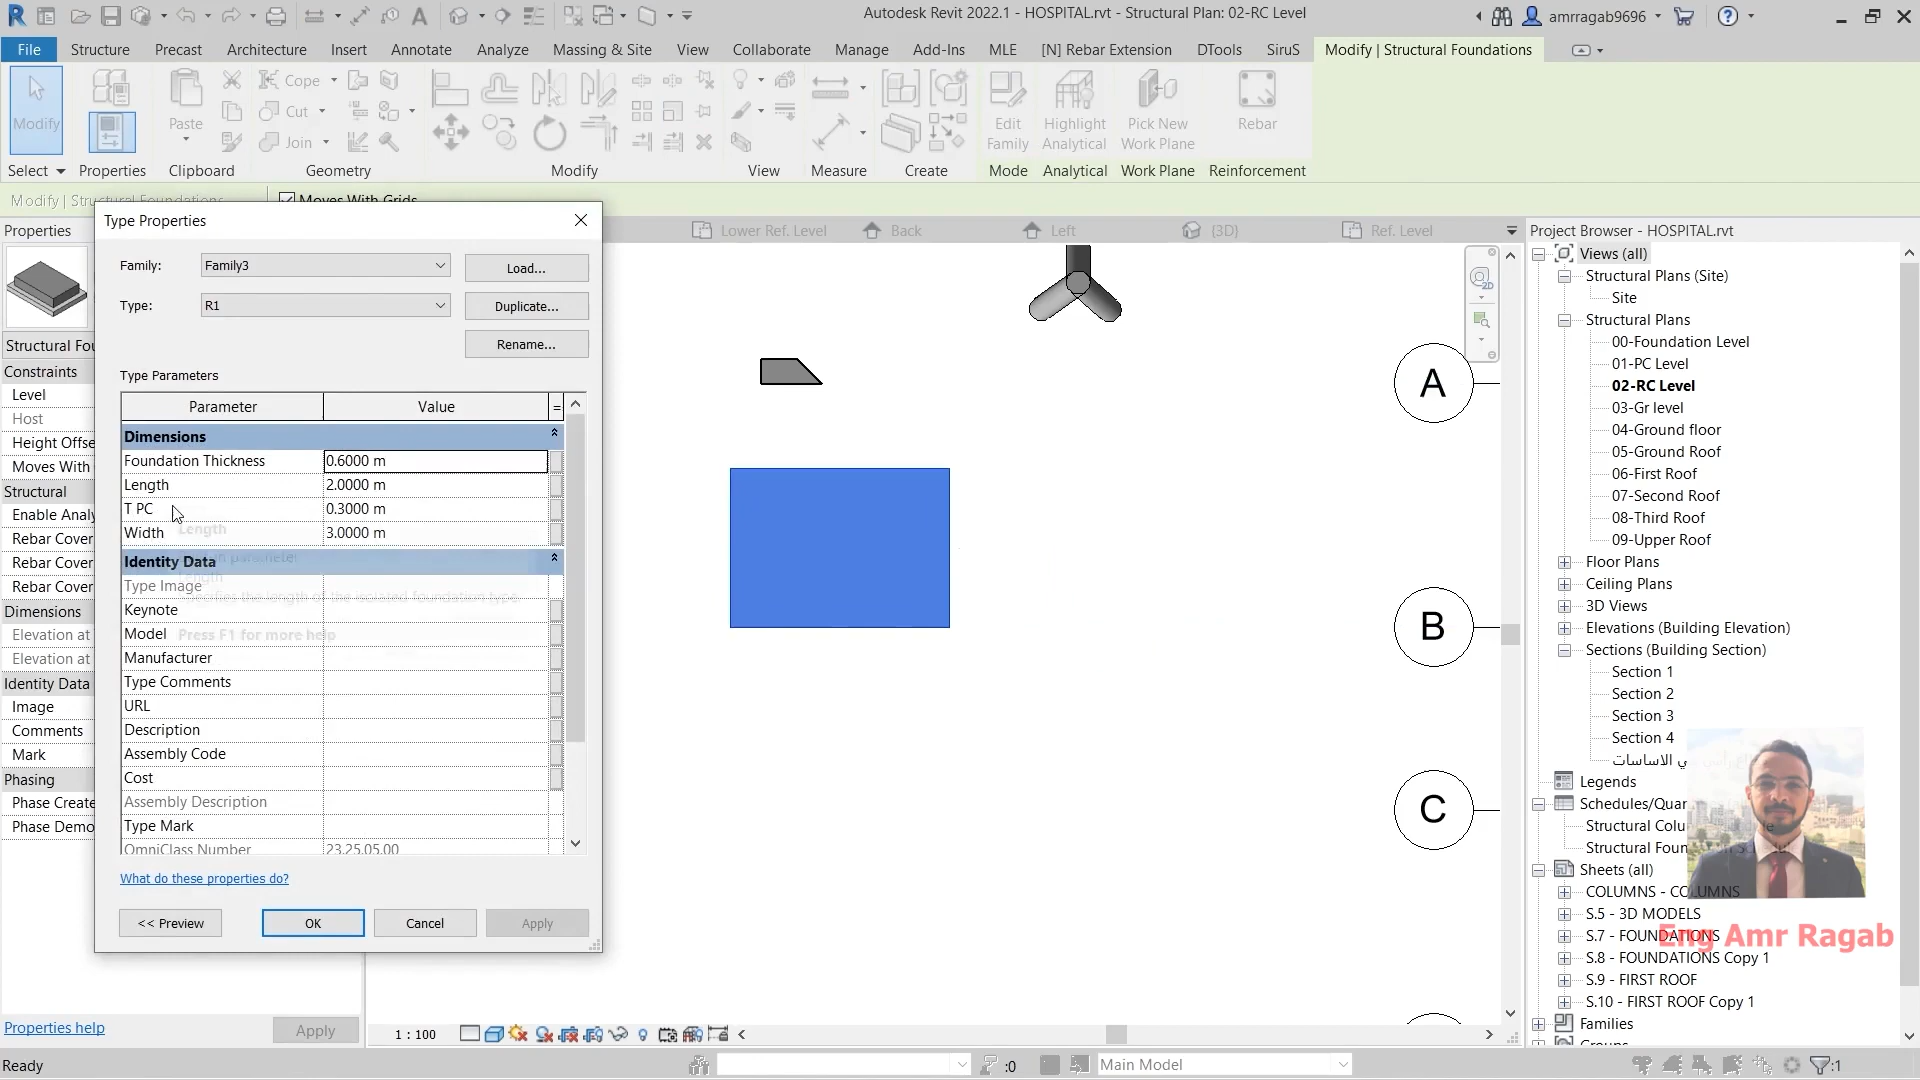 Autodesk Revit 2022.1 - HOSPITAL.rvt - Structural Plan: 02-RC Level
amrragab9696
File
Structure
Precast
Architecture
Insert
Annotate
Analyze
Massing & Site
View
Collaborate
Manage
Add-Ins
MLE
[N] Rebar Extension
DTools
SiruS
Modify | Structural Foundations
Modify
Paste
Cope
Cut
Join
Edit
Family
Highlight
Analytical
Pick New
Work Plane
Rebar
Select
Properties
Clipboard
Geometry
Modify
View
Measure
Create
Mode
Analytical
Work Plane
Reinforcement
Modify | Structural Foundations
Moves With Grids
Properties
Structural Fou
Constraints
Level
Host
Height Offse
Moves With
Structural
Enable Analy
Rebar Cover
Rebar Cover
Rebar Cover
Dimensions
Elevation at
Elevation at
Identity Data
Image
Comments
Mark
Phasing
Phase Create
Phase Demo
Properties help
Apply
Type Properties
Family:
Family3
Load...
Type:
R1
Duplicate...
Rename...
Type Parameters
Parameter
Value
=
Dimensions
Foundation Thickness
0.6000 m
Length
2.0000 m
T PC
0.3000 m
Width
3.0000 m
Length
Identity Data
Type Image
Keynote
Model
Press F1 for more help
Manufacturer
Type Comments
URL
Description
Assembly Code
Cost
Assembly Description
Type Mark
OmniClass Number
23.25.05.00
What do these properties do?
<< Preview
OK
Cancel
Apply
Lower Ref. Level
Back
Left
{3D}
Ref. Level
2D
A
B
C
Project Browser - HOSPITAL.rvt
Views (all)
Structural Plans (Site)
Site
Structural Plans
00-Foundation Level
01-PC Level
02-RC Level
03-Gr level
04-Ground floor
05-Ground Roof
06-First Roof
07-Second Roof
08-Third Roof
09-Upper Roof
Floor Plans
Ceiling Plans
3D Views
Elevations (Building Elevation)
Sections (Building Section)
Section 1
Section 2
Section 3
Section 4
ي الاساسات
Legends
Schedules/Quar
Structural Colu
Structural Foun
Sheets (all)
COLUMNS - COLUMNS
S.5 - 3D MODELS
S.7 - FOUNDATIONS
Eng Amr Ragab
S.8 - FOUNDATIONS Copy 1
S.9 - FIRST ROOF
S.10 - FIRST ROOF Copy 1
Families
Groups
1 : 100
Ready
:0
Main Model
:1